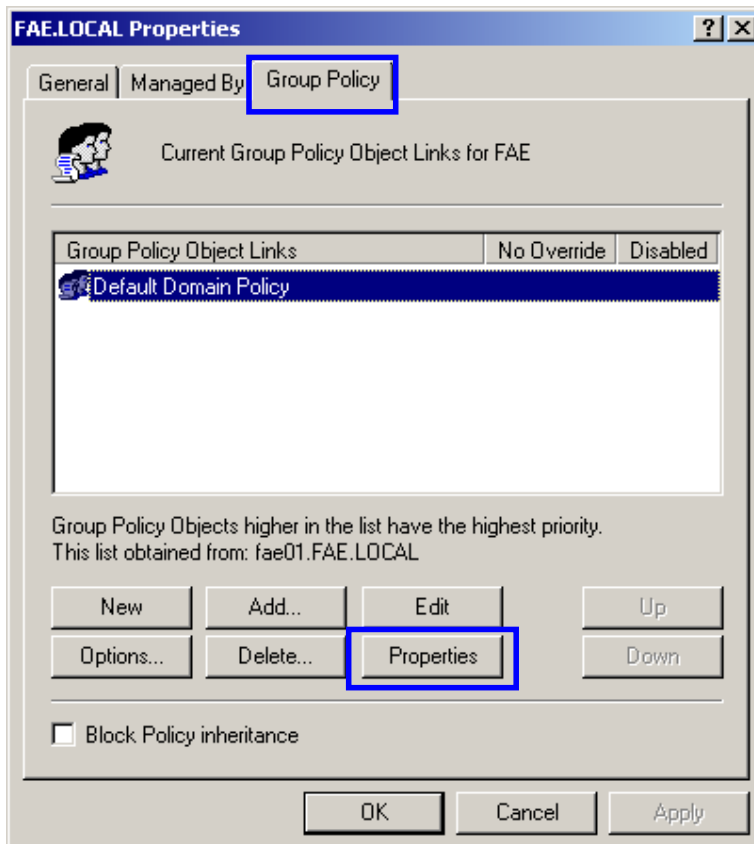 FAE.LOCAL Properties
General Managed By Group Policy
Current Group Policy Object Links for FAE
Group Policy Object Links No Override Disabled
Default Domain Policy
Group Policy Objects higher in the list have the highest priority.
This list obtained from: fae01.FAE.LOCAL
New Add... Edit Up
Options... Delete... Properties Down
Block Policy inheritance
OK Cancel Apply